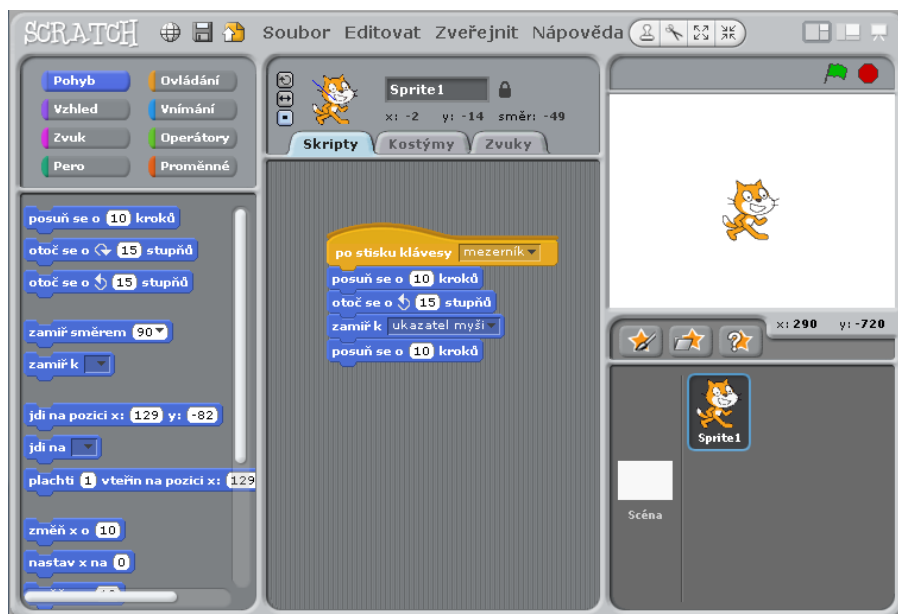 SCRATCH Soubor Editovat Zveřejnit Nápověda
Pohyb Ovládání
Vzhled Vnímání
Zvuk Operátory
Pero Proměnné
posuň se o 10 kroků
otoč se o 15 stupňů
otoč se o 15 stupňů
zamiř směrem 90
zamiř k
jdi na pozici x: 129 y: -82
jdi na
plachti 1 vteřin na pozici x: 129
změň x o 10
nastav x na 0
Sprite1
x: -2 y: -14 směr: -49
Skripty Kostýmy Zvuky
po stisku klávesy mezerník
posuň se o 10 kroků
otoč se o 15 stupňů
zamiř k ukazatel myši
posuň se o 10 kroků
x: 290 y: -720
Sprite1
Scéna